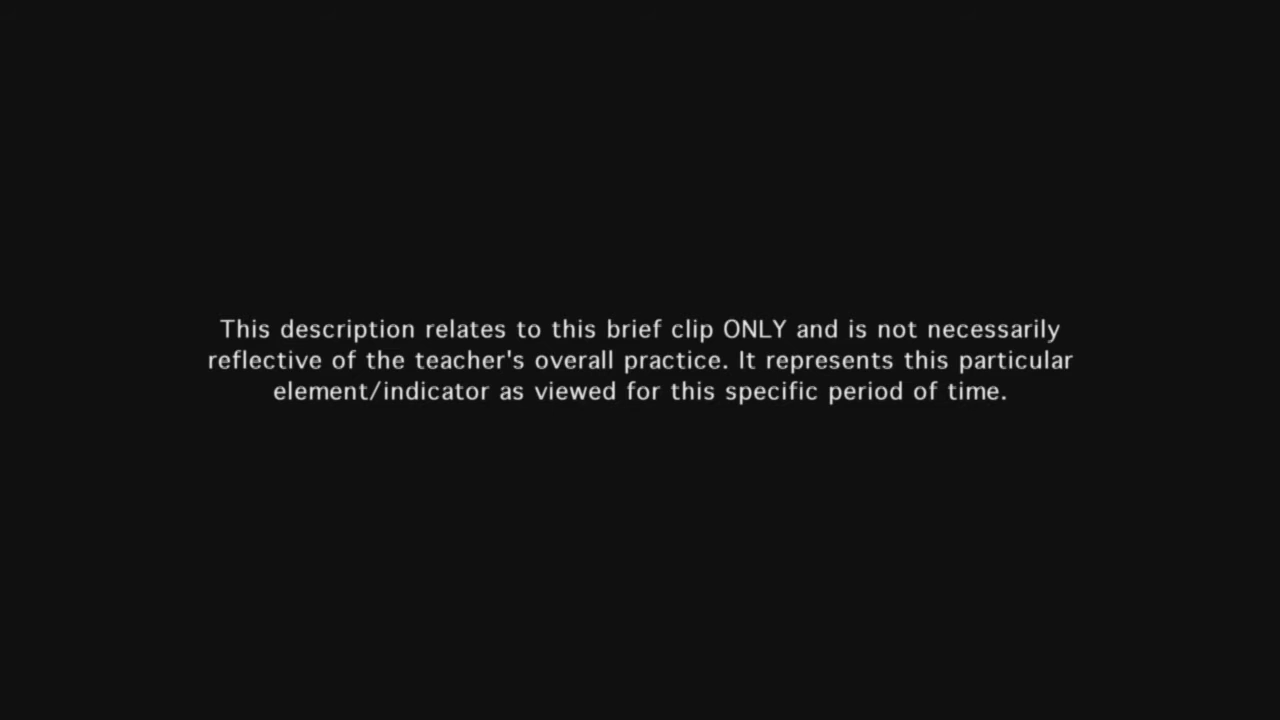 This description relates to this brief clip ONLY and is not necessarily
reflective of the teacher's overall practice. It represents this particular
element/indicator as viewed for this specific period of time.